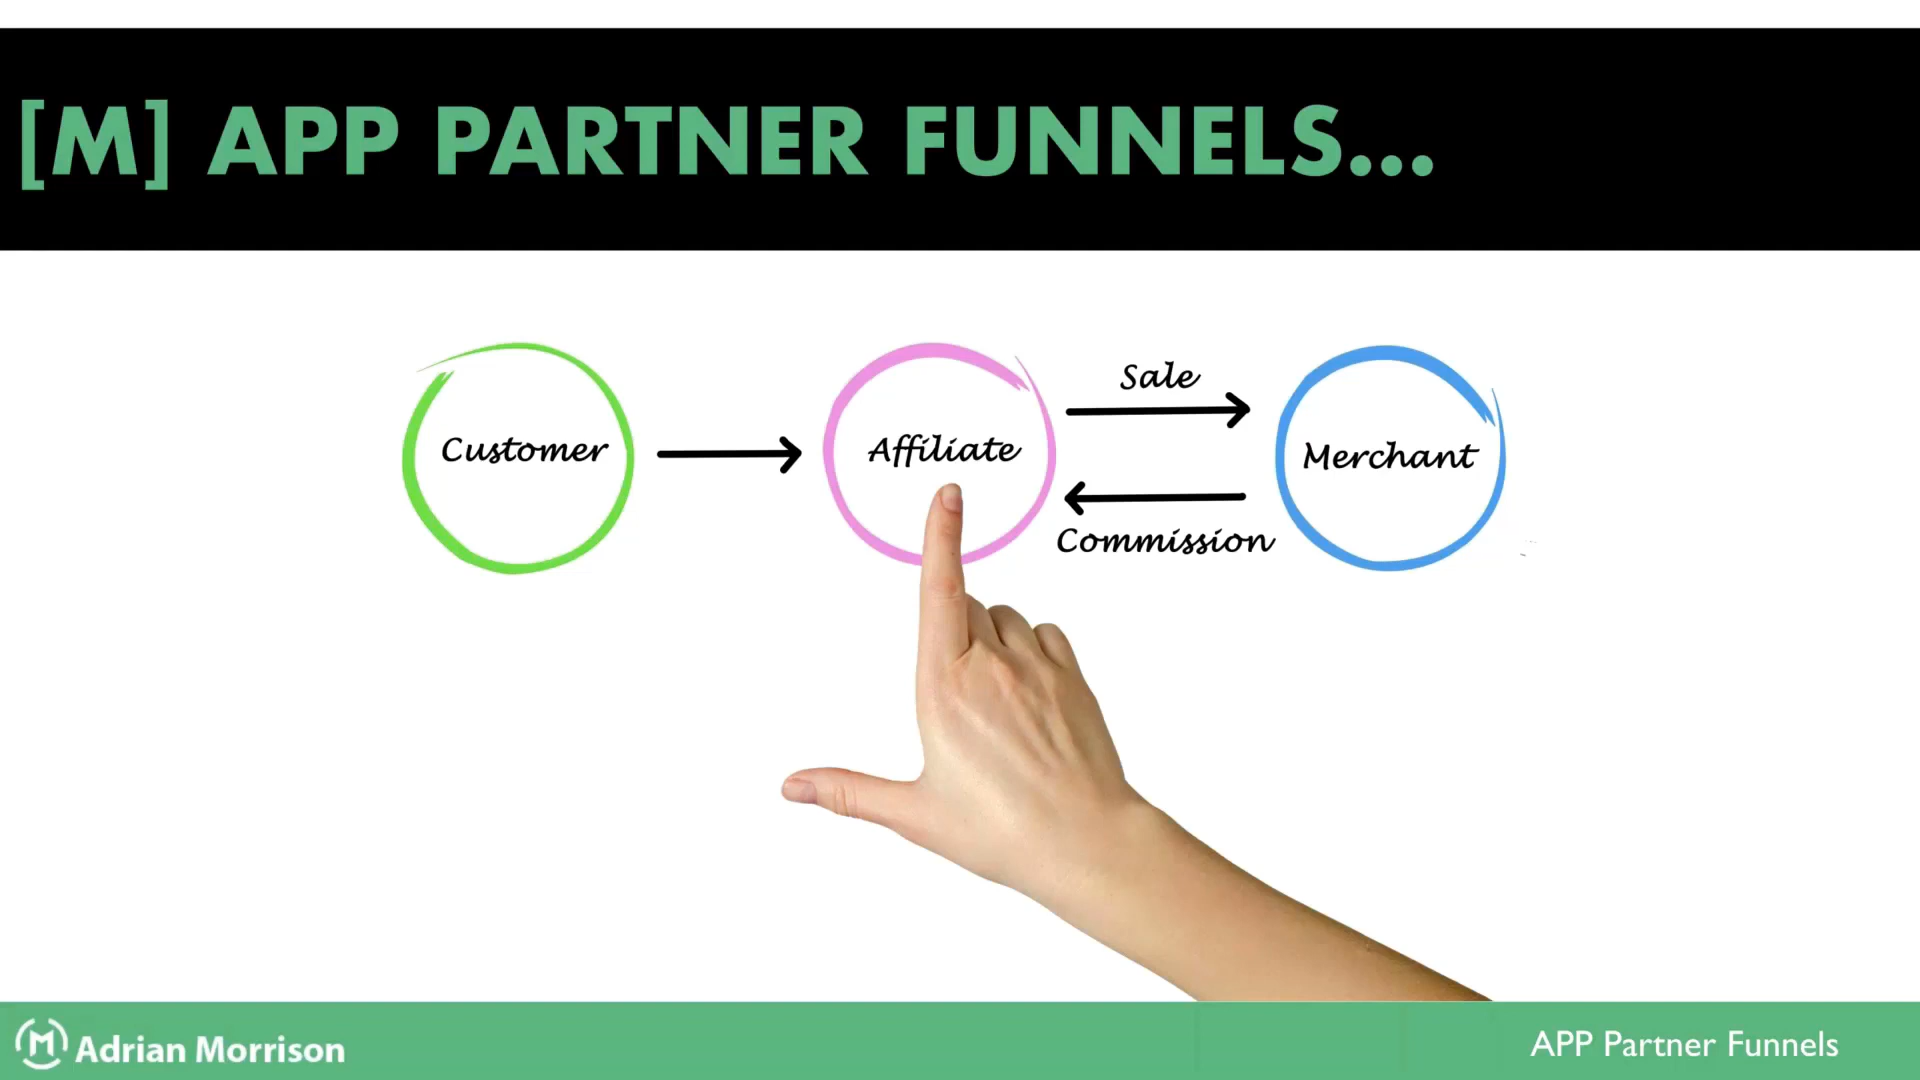 [M] APP PARTNER FUNNELS...
Sale
Customer
Affiliate
Merchant
Commission
M Adrian Morrison
APP Partner Funnels